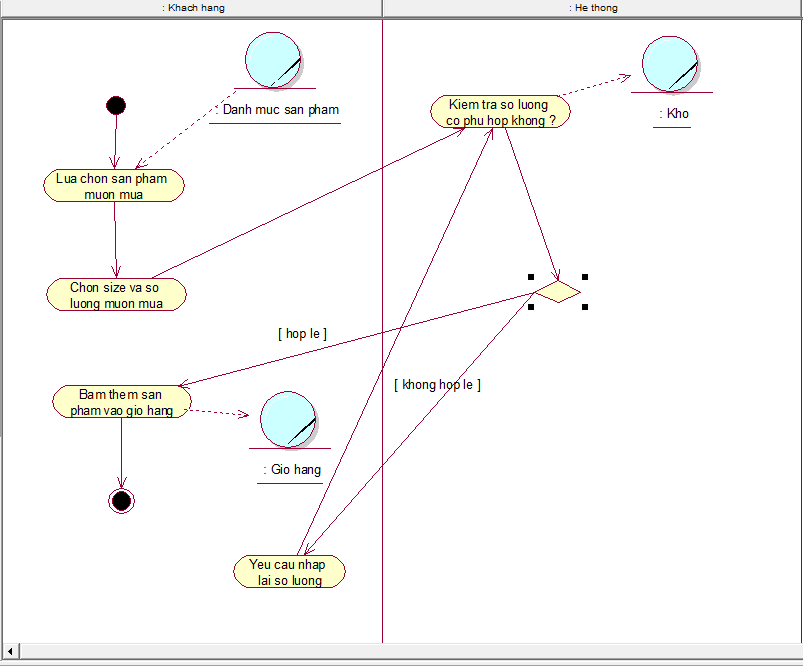 : Khach hang
: He thong
: Danh muc san pham
Kiem tra so luong
co phu hop khong ?
: Kho
Lua chon san pham
muon mua
Chon size va so
luong muon mua
[ hop le ]
[ khong hop le ]
Bam them san
pham vao gio hang
: Gio hang
Yeu cau nhap
lai so luong